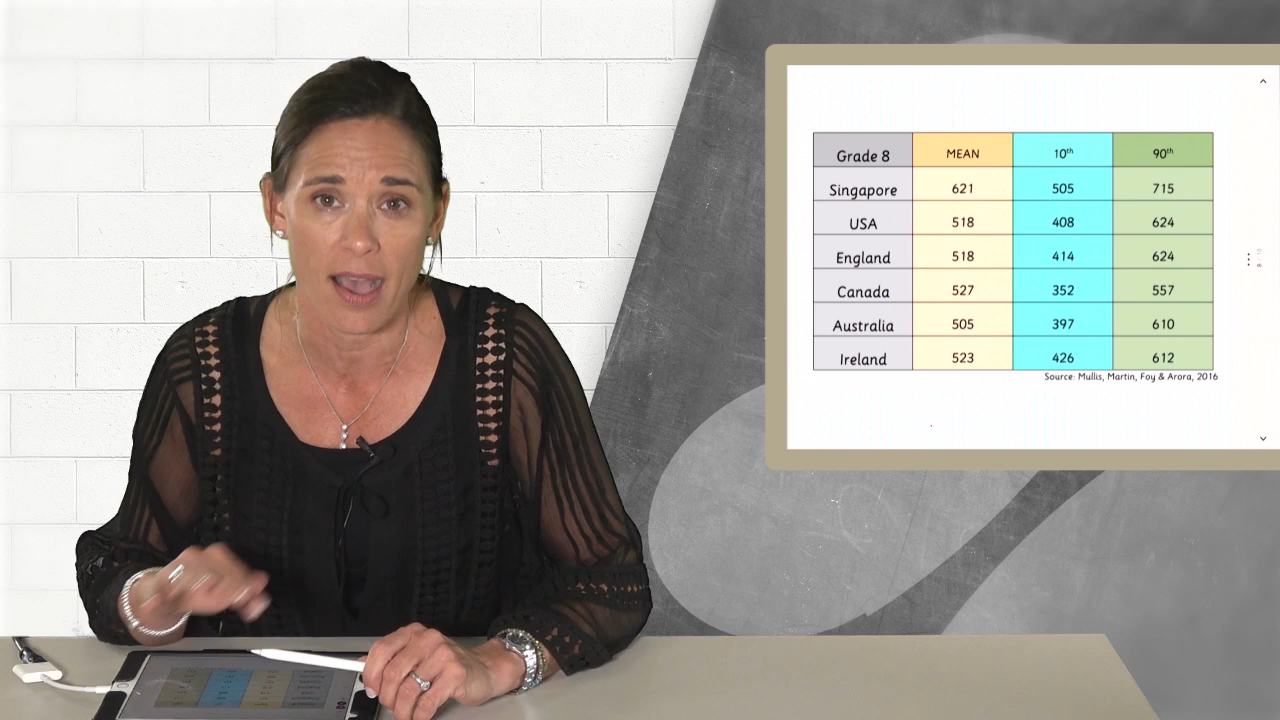 Grade 8 MEAN 10th 90th
Singapore 621 505 715
USA 518 408 624
England 518 414 624
Canada 527 352 557
Australia 505 397 610
Ireland 523 426 612
Source: Mullis, Martin, Foy & Arora, 2016